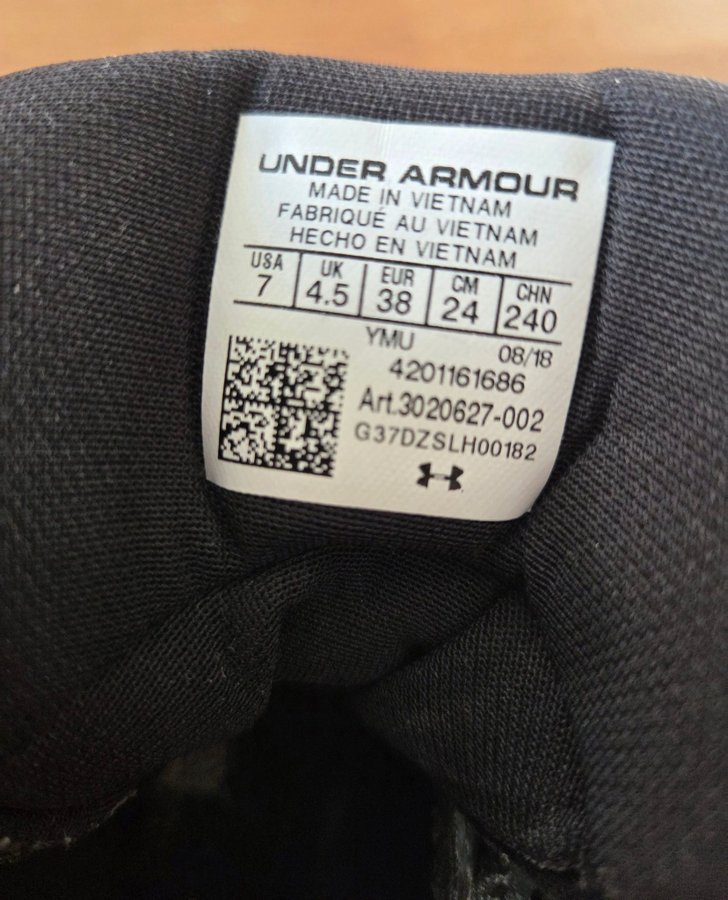 UNDER ARMOUR
MADE IN VIETNAM
FABRIQUÉ AU VIETNAM
HECHO EN VIETNAM
USA UK EUR CM CHN
7 4.5 38 24 240
YMU 08/18
4201161686
Art.3020627-002
G37DZSLH00182